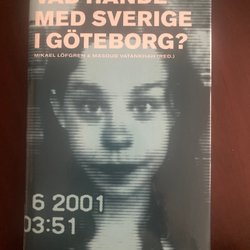 VAD HÄNDE
MED SVERIGE
I GÖTEBORG?
MIKAEL LÖFGREN & MASOUD VATANKHAH (RED.)
6 2001
03:51